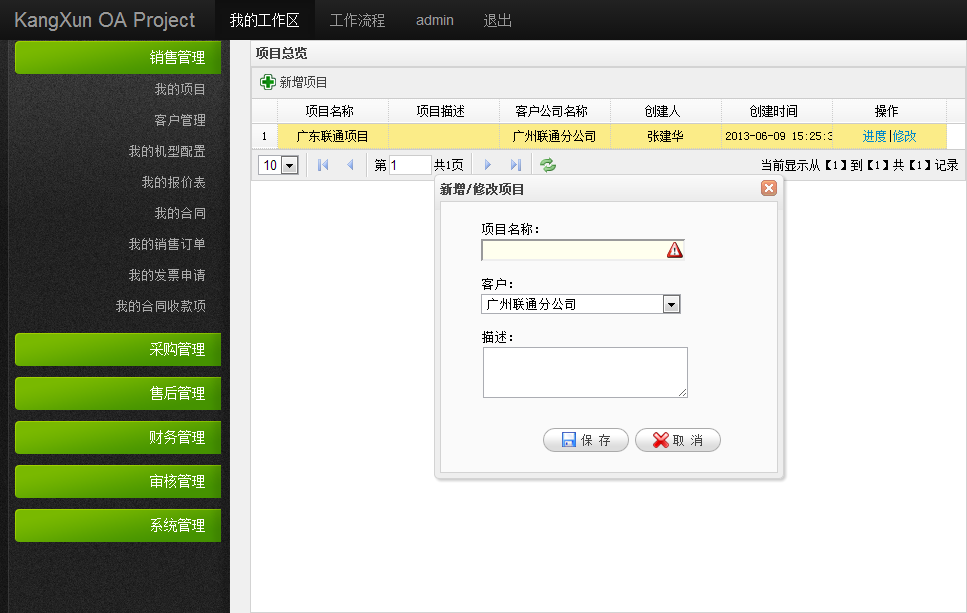 KangXun OA Project 我的工作区 工作流程 admin 退出
销售管理
我的项目
客户管理
我的机型配置
我的报价表
我的合同
我的销售订单
我的发票申请
我的合同收款项
采购管理
售后管理
财务管理
审核管理
系统管理
项目总览
新增项目
项目名称 项目描述 客户公司名称 创建人 创建时间 操作
1 广东联通项目 广州联通分公司 张建华 2013-06-09 15:25:3 进度|修改
10 第 1 共1页 当前显示从【1】到【1】共【1】记录
新增/修改项目
项目名称：
客户：
广州联通分公司
描述：
保 存 取 消